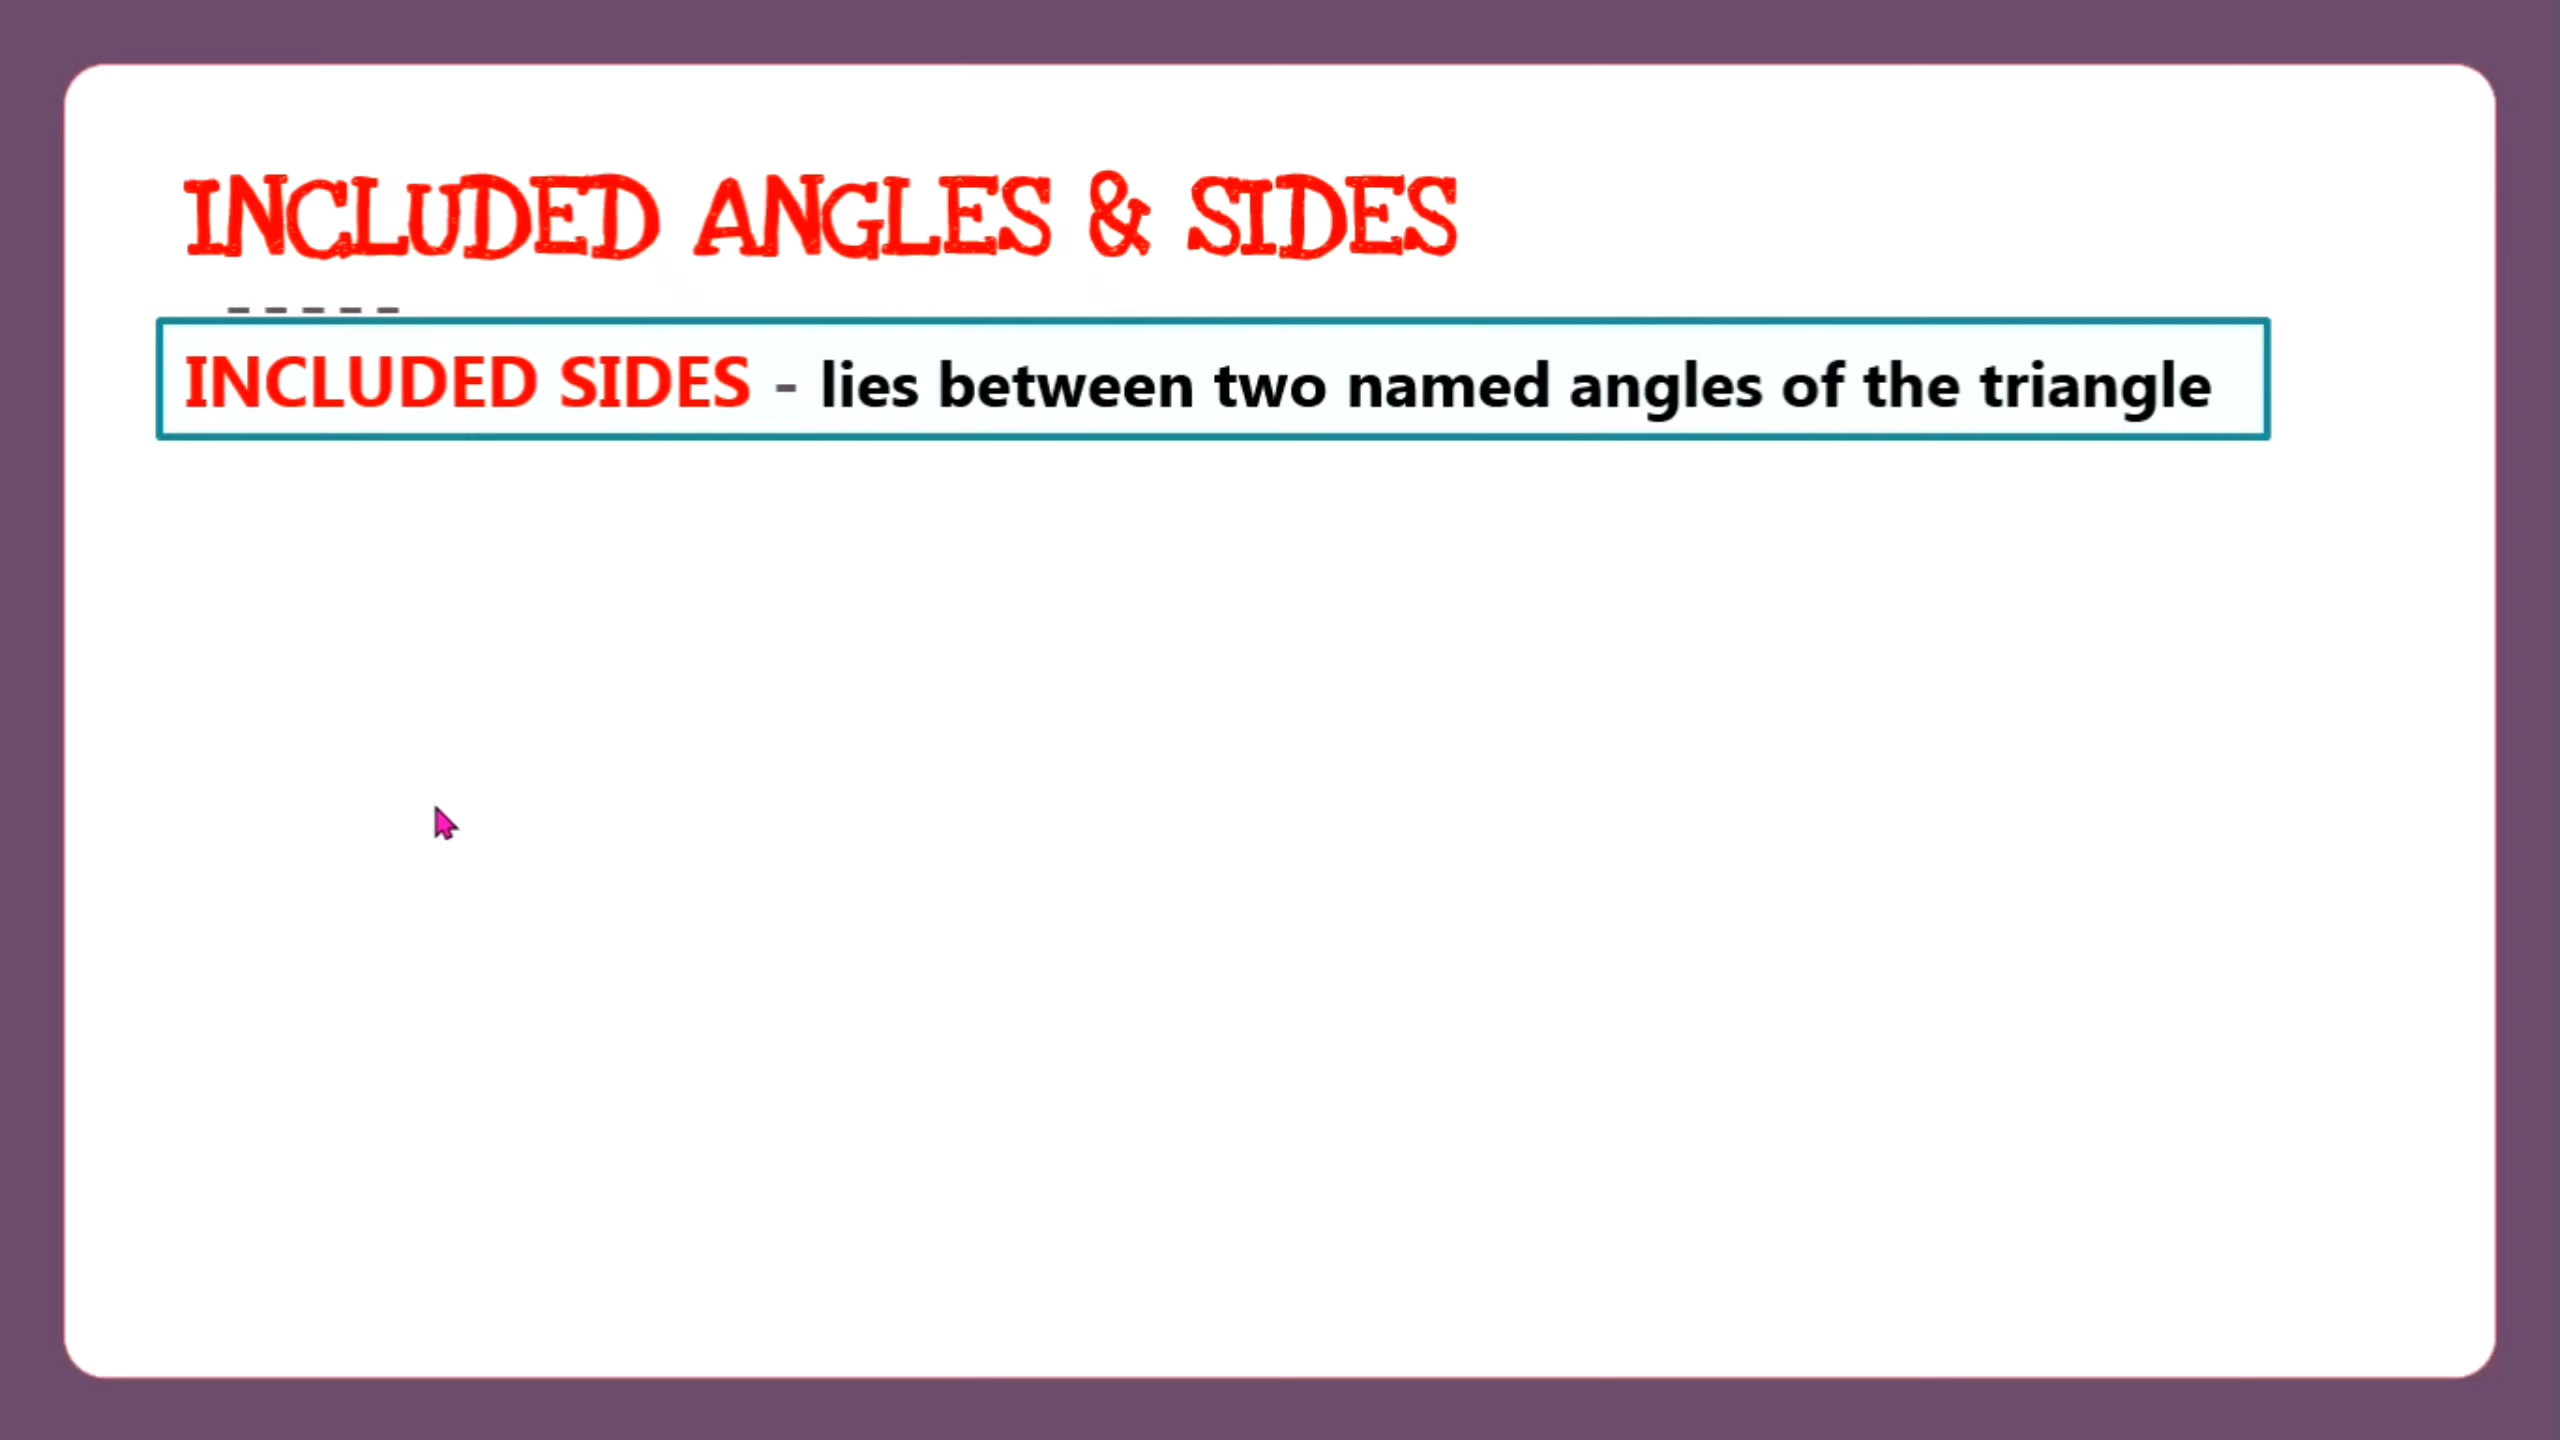 INCLUDED ANGLES & SIDES
- - - - -
INCLUDED SIDES - lies between two named angles of the triangle